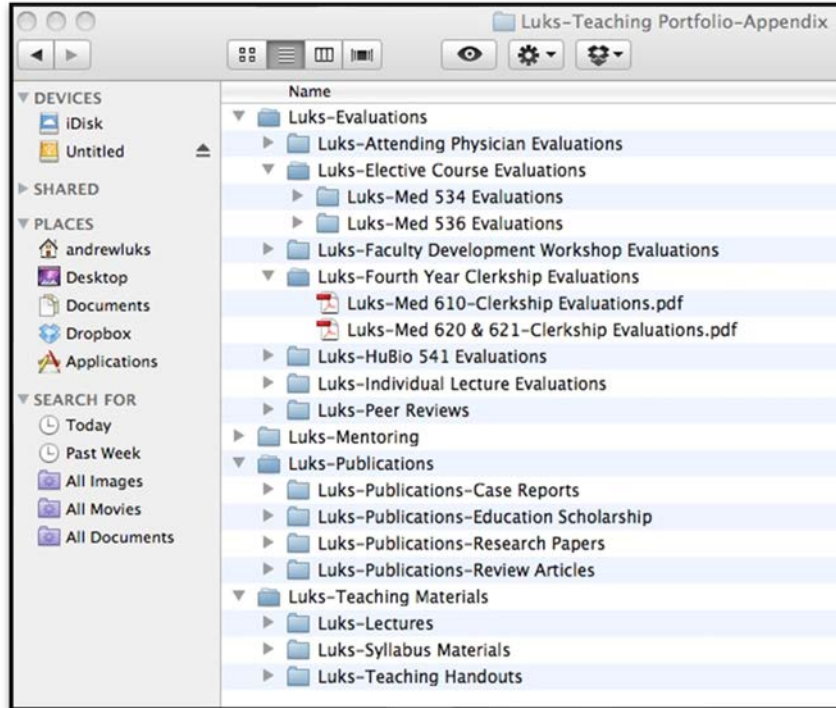 Luks-Teaching Portfolio-Appendix
DEVICES
iDisk
Untitled
SHARED
PLACES
andrewluks
Desktop
Documents
Dropbox
Applications
SEARCH FOR
Today
Past Week
All Images
All Movies
All Documents
Name
Luks-Evaluations
Luks-Attending Physician Evaluations
Luks-Elective Course Evaluations
Luks-Med 534 Evaluations
Luks-Med 536 Evaluations
Luks-Faculty Development Workshop Evaluations
Luks-Fourth Year Clerkship Evaluations
Luks-Med 610-Clerkship Evaluations.pdf
Luks-Med 620 & 621-Clerkship Evaluations.pdf
Luks-HuBio 541 Evaluations
Luks-Individual Lecture Evaluations
Luks-Peer Reviews
Luks-Mentoring
Luks-Publications
Luks-Publications-Case Reports
Luks-Publications-Education Scholarship
Luks-Publications-Research Papers
Luks-Publications-Review Articles
Luks-Teaching Materials
Luks-Lectures
Luks-Syllabus Materials
Luks-Teaching Handouts